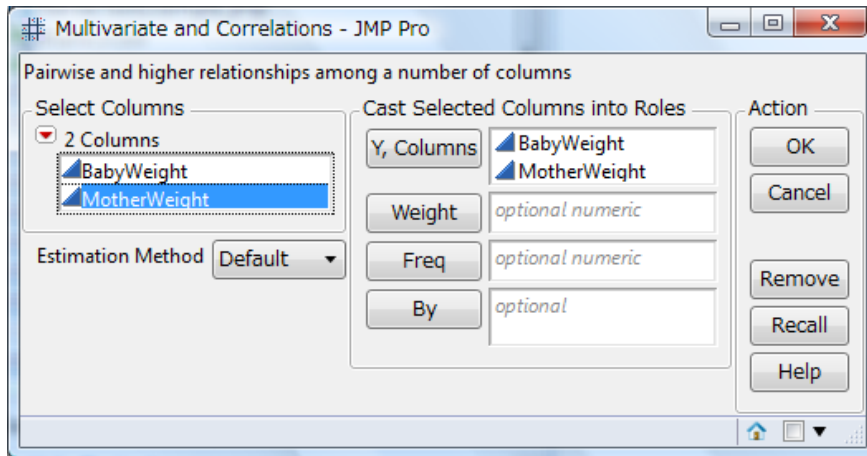 Multivariate and Correlations - JMP Pro
Pairwise and higher relationships among a number of columns
Select Columns
2 Columns
BabyWeight
MotherWeight
Estimation Method Default
Cast Selected Columns into Roles
Y, Columns
BabyWeight
MotherWeight
Weight optional numeric
Freq optional numeric
By optional
Action
OK
Cancel
Remove
Recall
Help